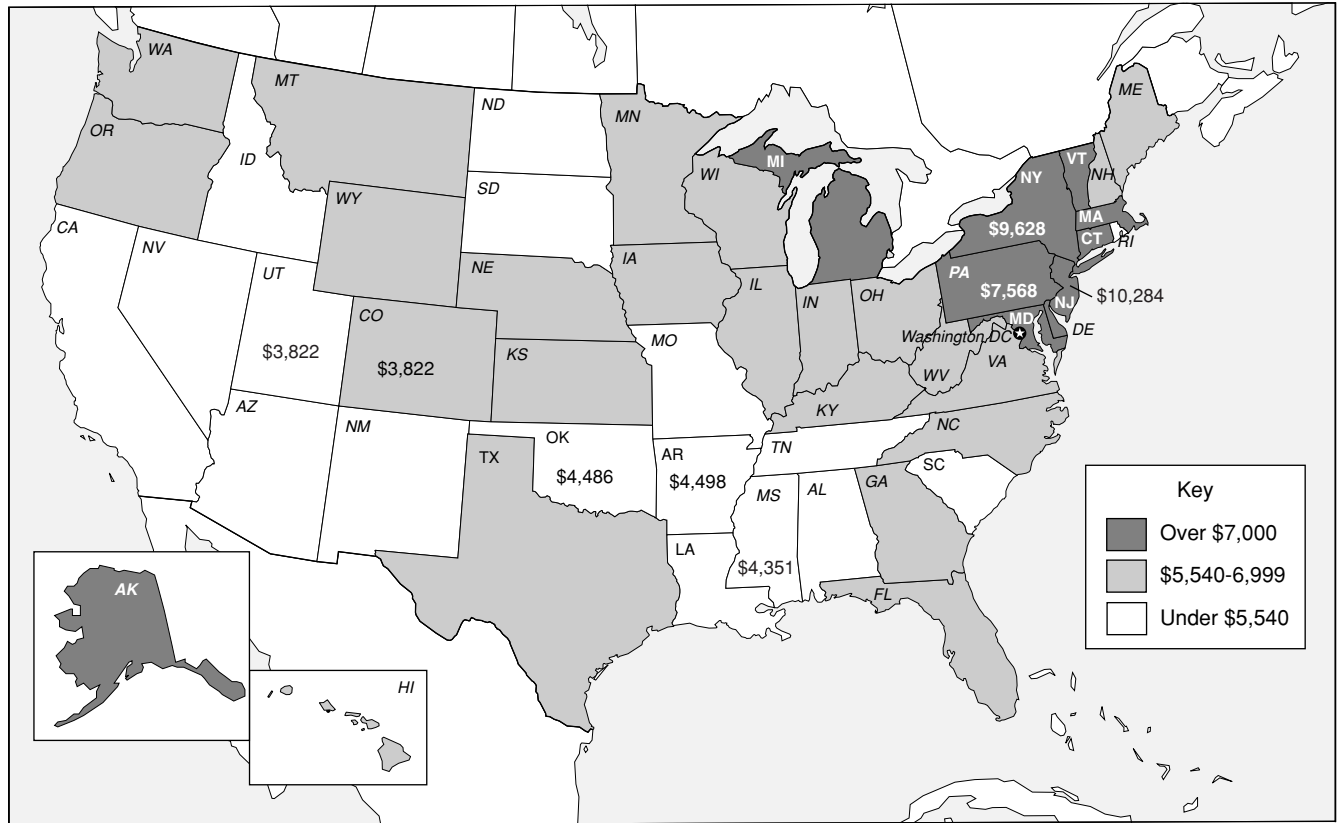 WA
MT
ND
MN
ME
OR
ID
WI
MI
VT
NH
NY
SD
WY
MA
CA
NV
$9,628
CT
RI
IA
NE
UT
PA
$7,568
IL
IN
OH
NJ
$10,284
CO
MD
DE
Washington DC
$3,822
MO
KS
$3,822
VA
WV
AZ
KY
NM
NC
OK
TN
TX
AR
SC
$4,486
$4,498
MS
AL
GA
Key
Over $7,000
LA
$4,351
$5,540-6,999
AK
FL
Under $5,540
HI